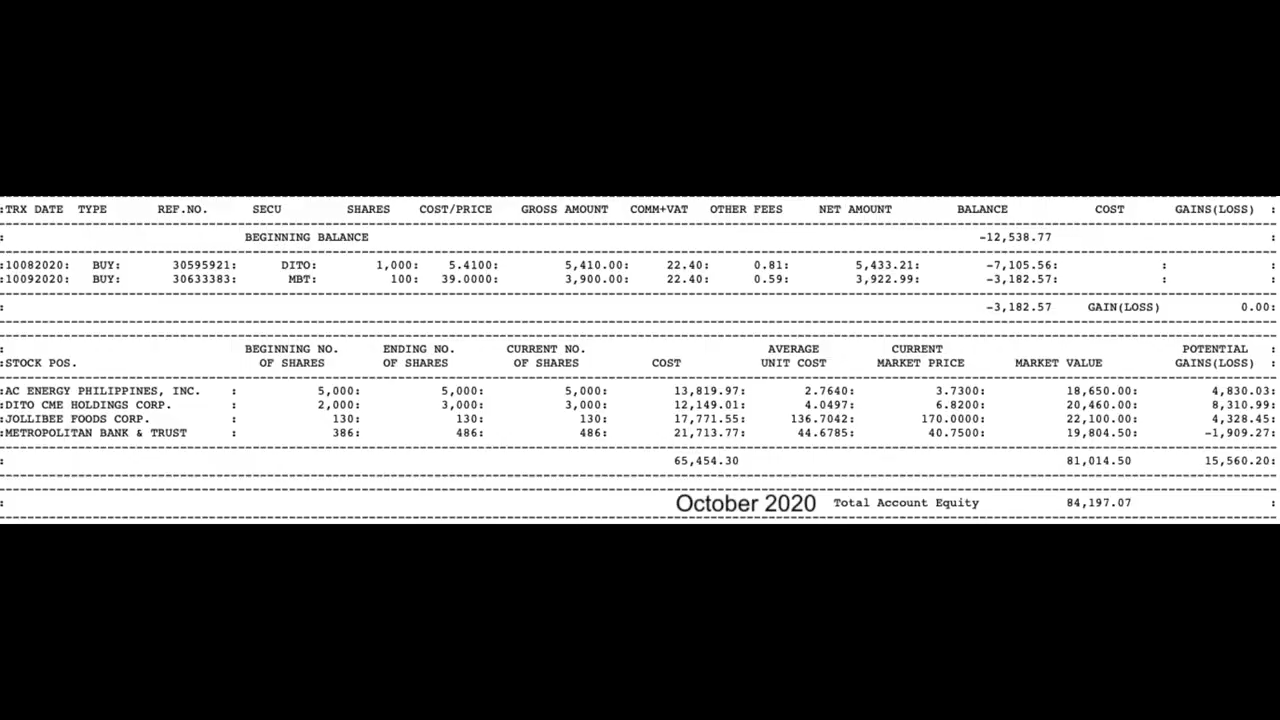 :TRX DATE TYPE REF.NO. SECU SHARES COST/PRICE GROSS AMOUNT COMM+VAT OTHER FEES NET AMOUNT BALANCE COST GAINS(LOSS) :
: BEGINNING BALANCE -12,538.77 :
:10082020: BUY: 30595921: DITO: 1,000: 5.4100: 5,410.00: 22.40: 0.81: 5,433.21: -7,105.56: : :
:10092020: BUY: 30633383: MBT: 100: 39.0000: 3,900.00: 22.40: 0.59: 3,922.99: -3,182.57: : :
: -3,182.57 GAIN(LOSS) 0.00:
: BEGINNING NO. ENDING NO. CURRENT NO. AVERAGE CURRENT POTENTIAL :
:STOCK POS. OF SHARES OF SHARES OF SHARES COST UNIT COST MARKET PRICE MARKET VALUE GAINS(LOSS) :
:AC ENERGY PHILIPPINES, INC. : 5,000: 5,000: 5,000: 13,819.97: 2.7640: 3.7300: 18,650.00: 4,830.03:
:DITO CME HOLDINGS CORP. : 2,000: 3,000: 3,000: 12,149.01: 4.0497: 6.8200: 20,460.00: 8,310.99:
:JOLLIBEE FOODS CORP. : 130: 130: 130: 17,771.55: 136.7042: 170.0000: 22,100.00: 4,328.45:
:METROPOLITAN BANK & TRUST : 386: 486: 486: 21,713.77: 44.6785: 40.7500: 19,804.50: -1,909.27:
: 65,454.30 81,014.50 15,560.20:
: October 2020 Total Account Equity 84,197.07 :